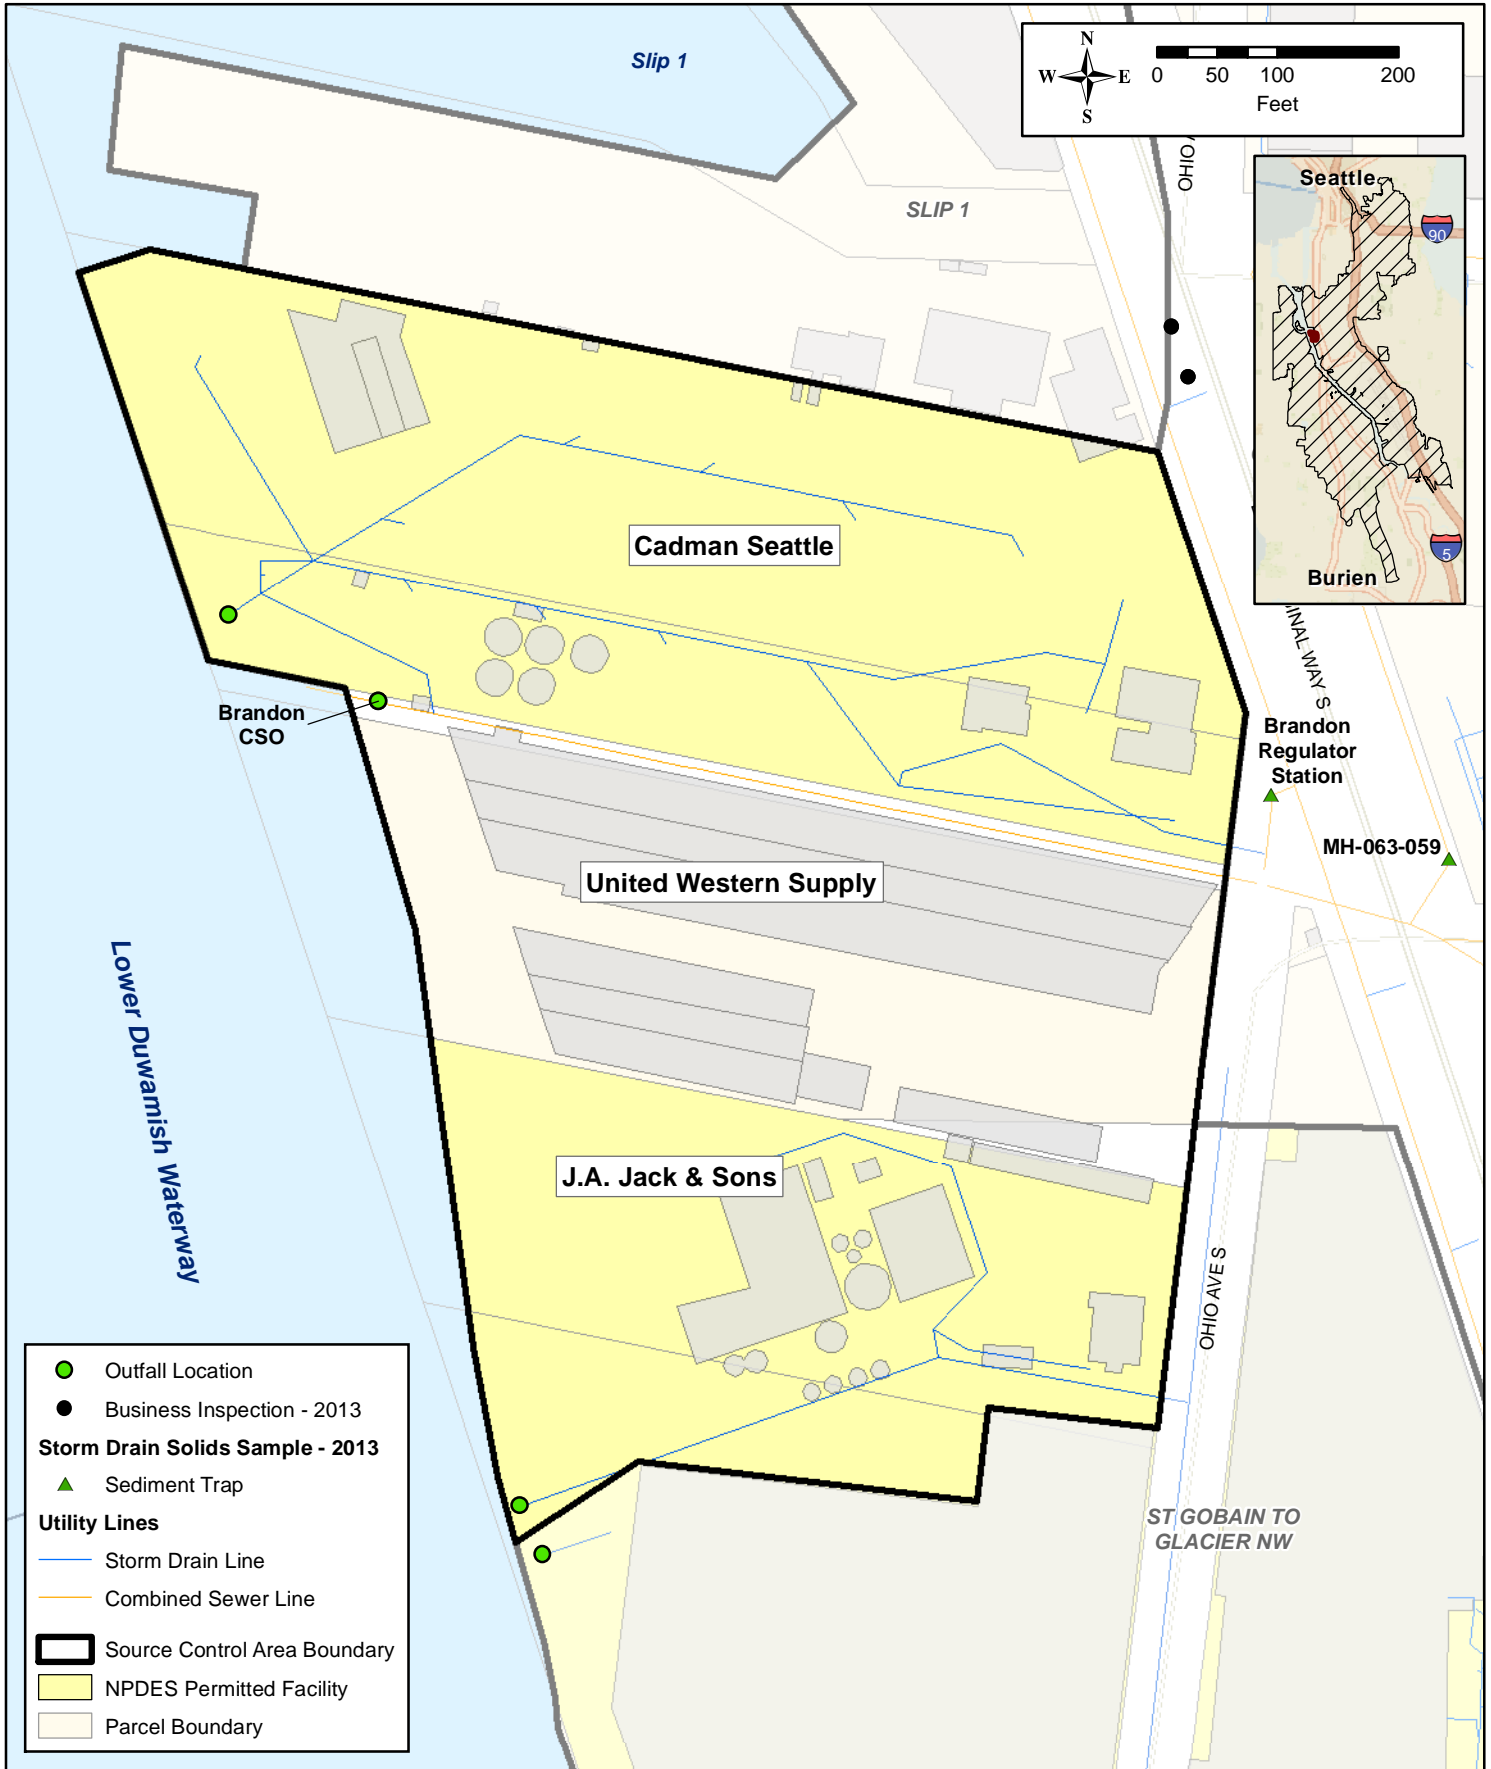 Slip 1
N
W
E
S
0
50
100
200
Feet
OHIO A
Seattle
90
5
Burien
SLIP 1
Cadman Seattle
INAL WAY S
Brandon
CSO
Brandon
Regulator
Station
MH-063-059
United Western Supply
Lower Duwamish Waterway
J.A. Jack & Sons
OHIO AVE S
ST GOBAIN TO
GLACIER NW
Outfall Location
Business Inspection - 2013
Storm Drain Solids Sample - 2013
Sediment Trap
Utility Lines
Storm Drain Line
Combined Sewer Line
Source Control Area Boundary
NPDES Permitted Facility
Parcel Boundary